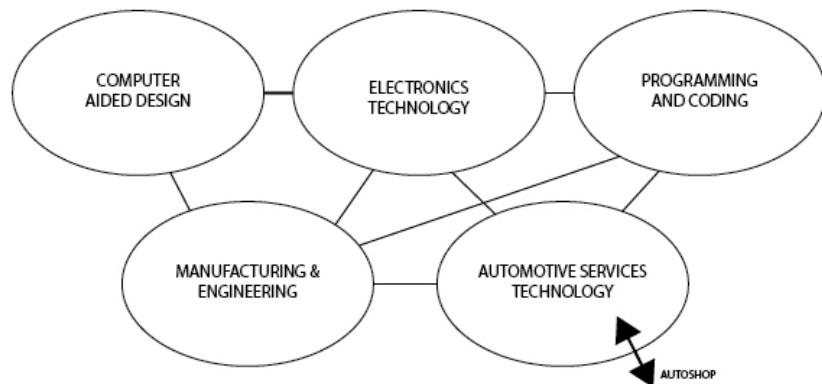 COMPUTER
AIDED DESIGN
ELECTRONICS
TECHNOLOGY
PROGRAMMING
AND CODING
MANUFACTURING &
ENGINEERING
AUTOMOTIVE SERVICES
TECHNOLOGY
AUTOSHOP